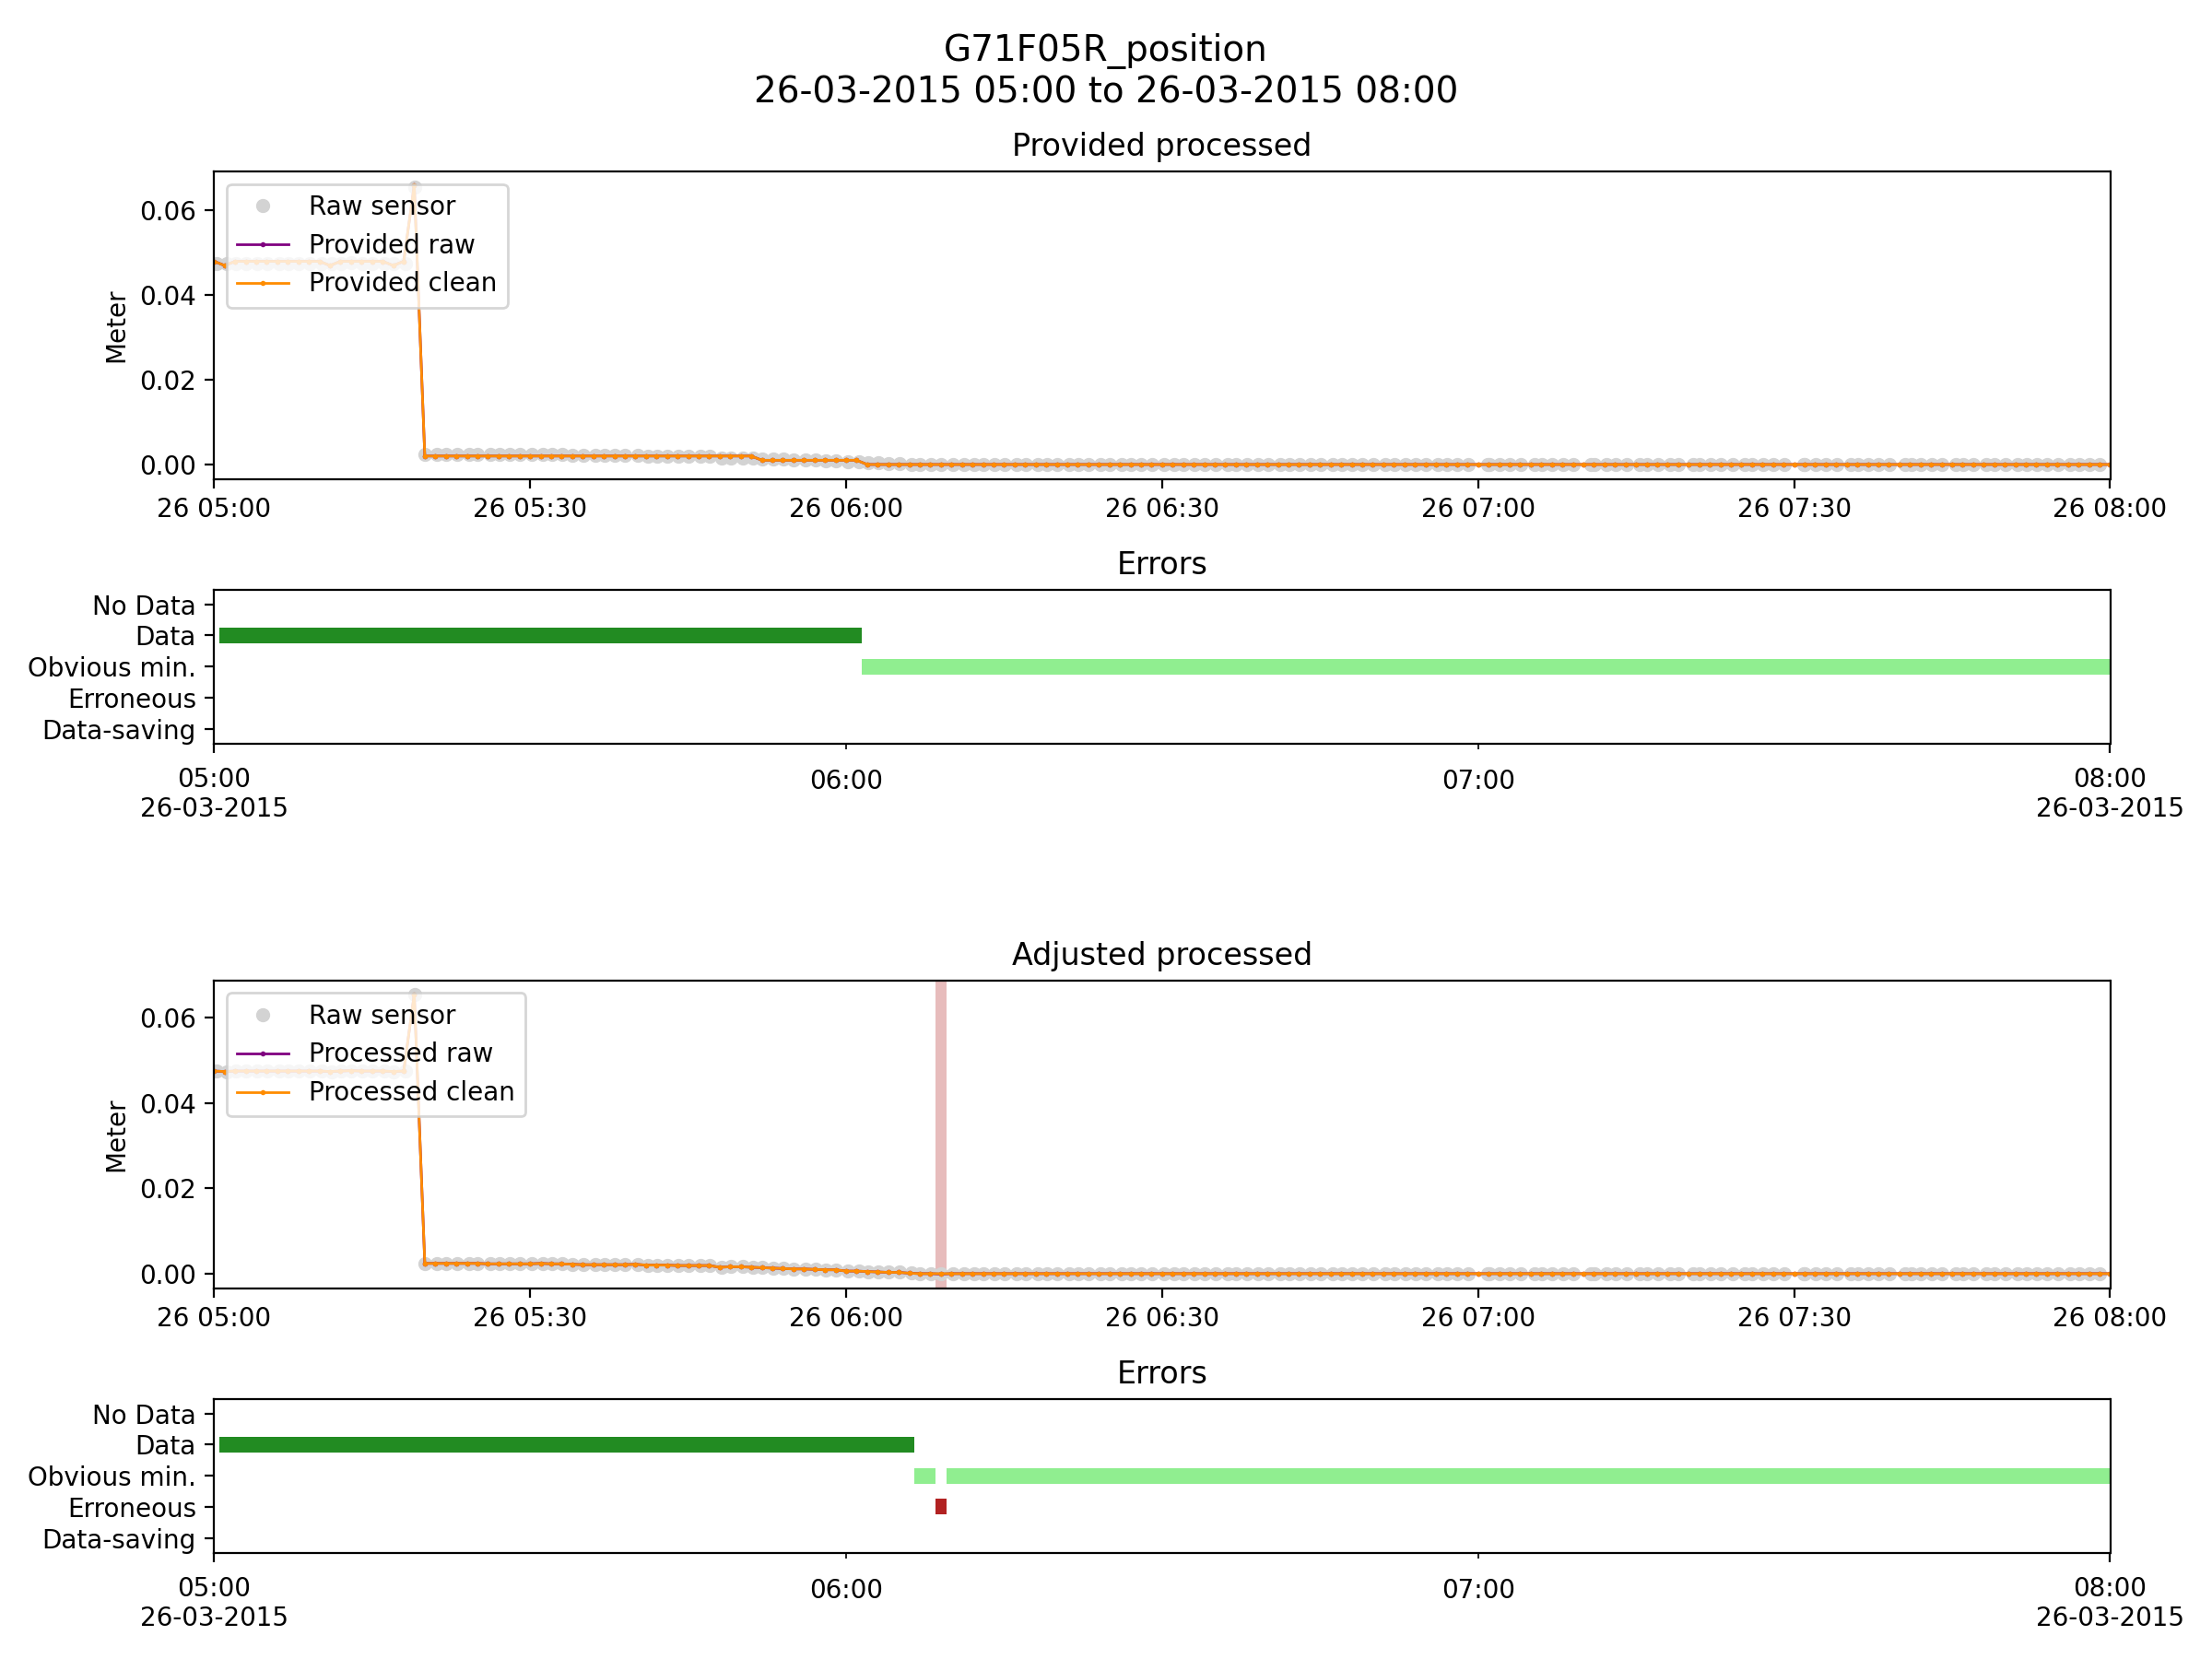 G71F05R_position
26-03-2015 05:00 to 26-03-2015 08:00
Provided processed
Raw sensor
Provided raw
Provided clean
Meter
0.06
0.04
0.02
0.00
26 05:00 26 05:30 26 06:00 26 06:30 26 07:00 26 07:30 26 08:00
Errors
No Data
Data
Obvious min.
Erroneous
Data-saving
05:00 06:00 07:00 08:00
26-03-2015 26-03-2015
Adjusted processed
Raw sensor
Processed raw
Processed clean
Meter
0.06
0.04
0.02
0.00
26 05:00 26 05:30 26 06:00 26 06:30 26 07:00 26 07:30 26 08:00
Errors
No Data
Data
Obvious min.
Erroneous
Data-saving
05:00 06:00 07:00 08:00
26-03-2015 26-03-2015